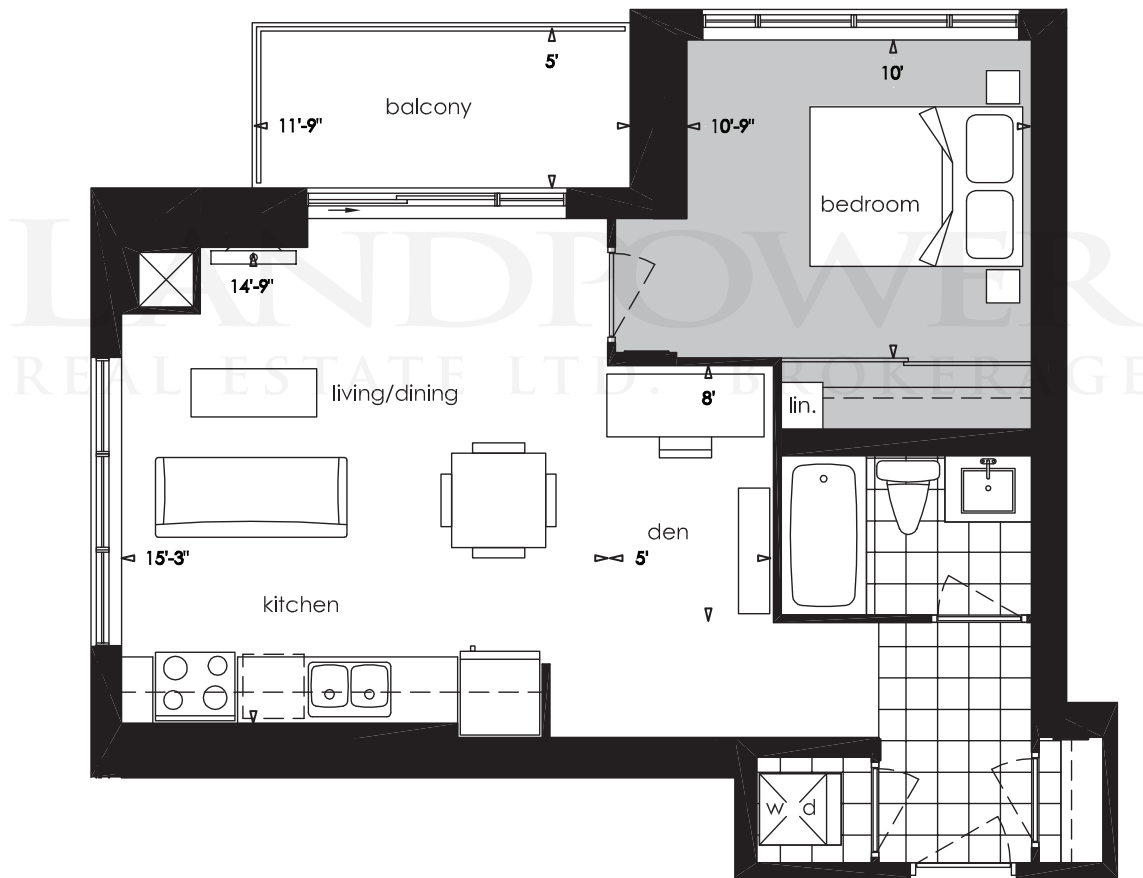 5'
10'
balcony
11'-9"
10'-9"
bedroom
LANDPOWER
14'-9"
REAL ESTATE LTD. BROKERAGE
living/dining
8'
lin.
den
15'-3"
5'
kitchen
w d